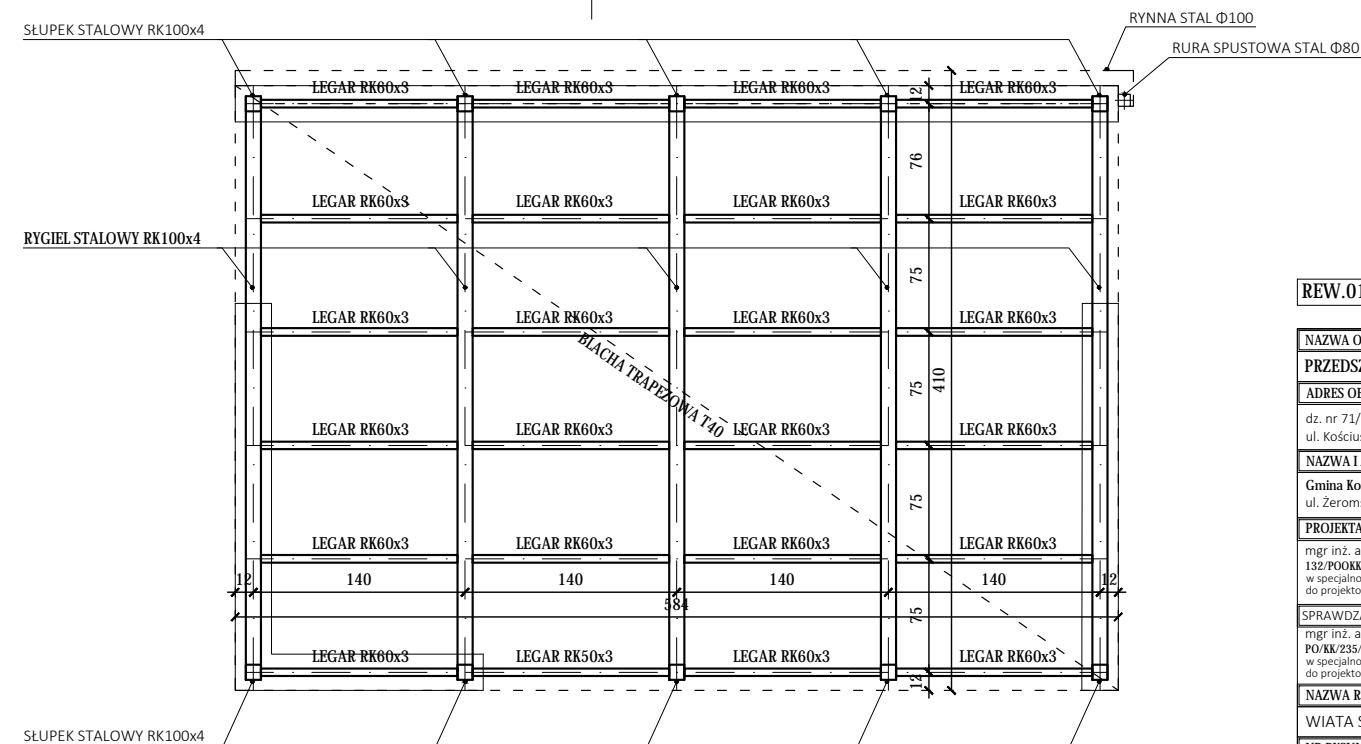 RYNNA STAL Φ100
SŁUPEK STALOWY RK100x4
RURA SPUSTOWA STAL Φ80
LEGAR RK60x3 LEGAR RK60x3 LEGAR RK60x3 LEGAR RK60x3
12
76
LEGAR RK60x3 LEGAR RK60x3 LEGAR RK60x3 LEGAR RK60x3
RYGIEL STALOWY RK100x4
75
LEGAR RK60x3 LEGAR RK60x3 LEGAR RK60x3 LEGAR RK60x3
BLACHA TRAPEZOWA T40
75
410
LEGAR RK60x3 LEGAR RK60x3 LEGAR RK60x3 LEGAR RK60x3
75
LEGAR RK60x3 LEGAR RK60x3 LEGAR RK60x3 LEGAR RK60x3
12 140 140 140 140 12
584
75
LEGAR RK60x3 LEGAR RK50x3 LEGAR RK60x3 LEGAR RK60x3
12
SŁUPEK STALOWY RK100x4
REW.01
NAZWA O
PRZEDSZ
ADRES OB
dz. nr 71/
ul. Kościus
NAZWA I
Gmina Ko
ul. Żeroms
PROJEKTA
mgr inż. a
132/POOKK
w specjalno
do projekto
SPRAWDZA
mgr inż. a
PO/KK/235/
w specjalno
do projekto
NAZWA R
WIATA S